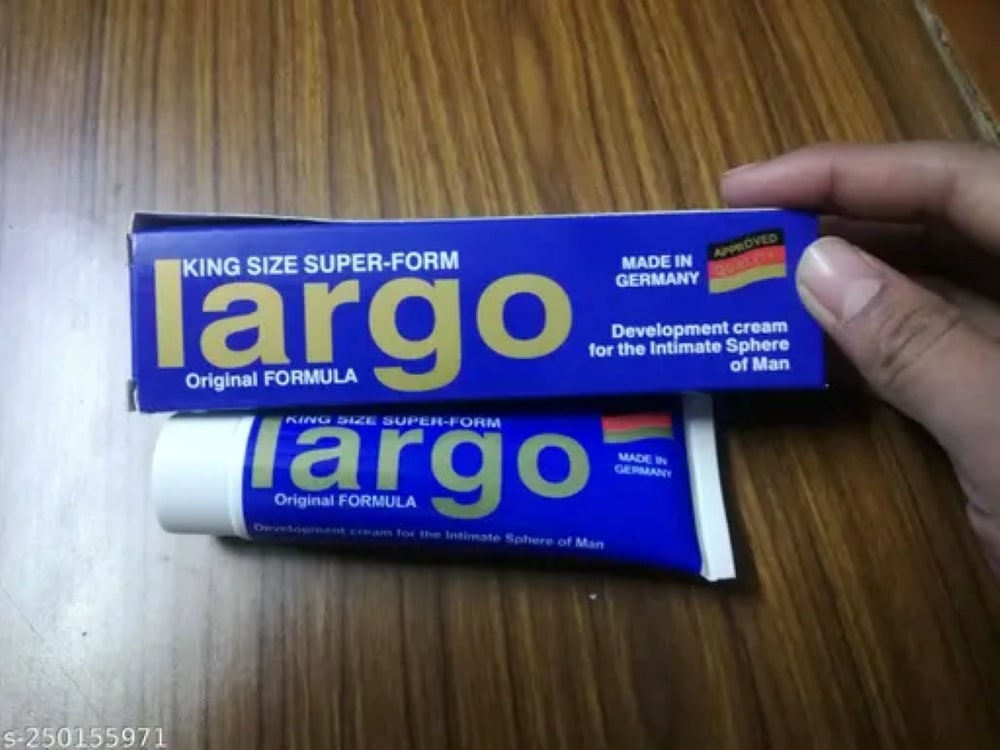 KING SIZE SUPER-FORM
largo
Original FORMULA
MADE IN
GERMANY
APPROVED
QUALITY
Development cream
for the Intimate Sphere
of Man
KING SIZE SUPER-FORM
largo
Original FORMULA
MADE IN
GERMANY
Development cream for the Intimate Sphere of Man
s-250155971